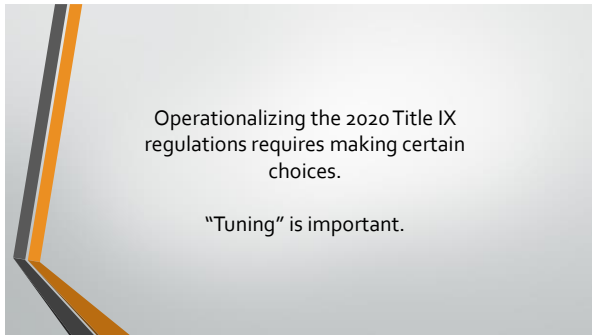 Operationalizing the 2020 Title IX
regulations requires making certain
choices.
“Tuning” is important.